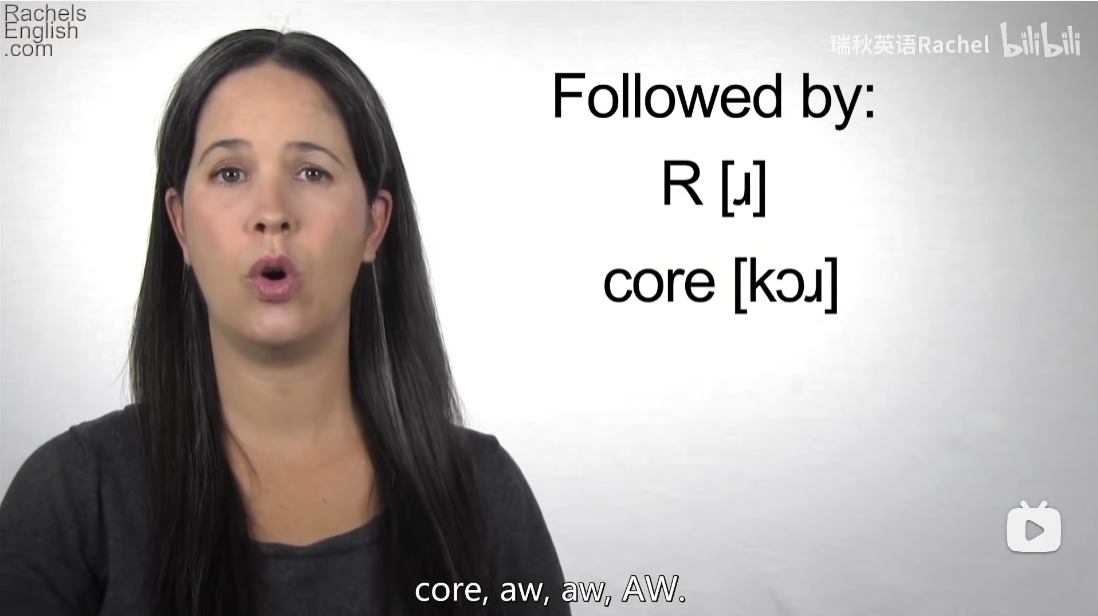 Rachels
English
.com
瑞秋英语Rachel bilibili
Followed by:
R [ɹ]
core [kɔɹ]
core, aw, aw, AW.